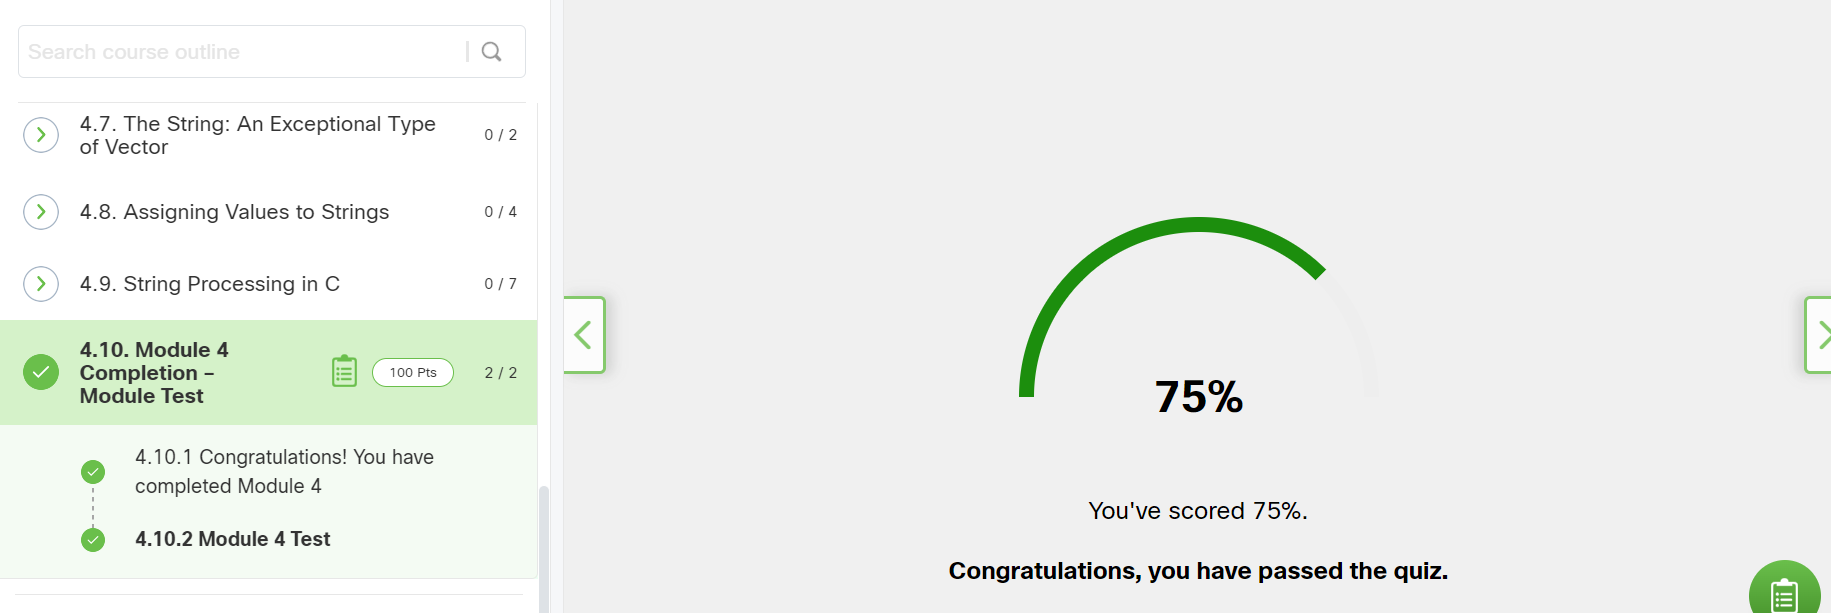 Search course outline
4.7. The String: An Exceptional Type
of Vector
0 / 2
4.8. Assigning Values to Strings
0 / 4
4.9. String Processing in C
0 / 7
4.10. Module 4
Completion –
Module Test
100 Pts
2 / 2
4.10.1 Congratulations! You have
completed Module 4
4.10.2 Module 4 Test
75%
You've scored 75%.
Congratulations, you have passed the quiz.